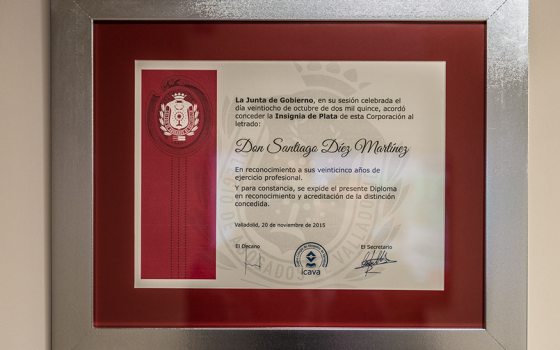 La Junta de Gobierno, en su sesión celebrada el
día veintiocho de octubre de dos mil quince, acordó
conceder la Insignia de Plata de esta Corporación al
letrado:
Don Santiago Díez Martínez
En reconocimiento a sus veinticinco años de
ejercicio profesional.
Y para constancia, se expide el presente Diploma
en reconocimiento y acreditación de la distinción
concedida.
Valladolid, 20 de noviembre de 2015
El Decano
El Secretario
icava